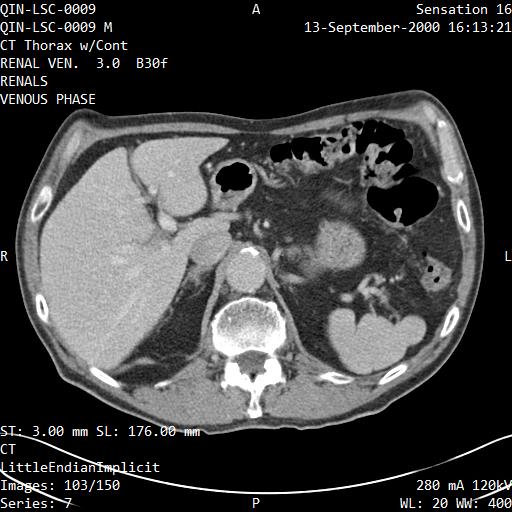 QIN-LSC-0009
A
Sensation 16
QIN-LSC-0009 M
13-September-2000 16:13:21
CT Thorax w/Cont
RENAL VEN. 3.0 B30f
RENALS
VENOUS PHASE
R
L
ST: 3.00 mm SL: 176.00 mm
CT
LittleEndianImplicit
Images: 103/150
280 mA 120kV
Series: 7
P
WL: 20 WW: 400